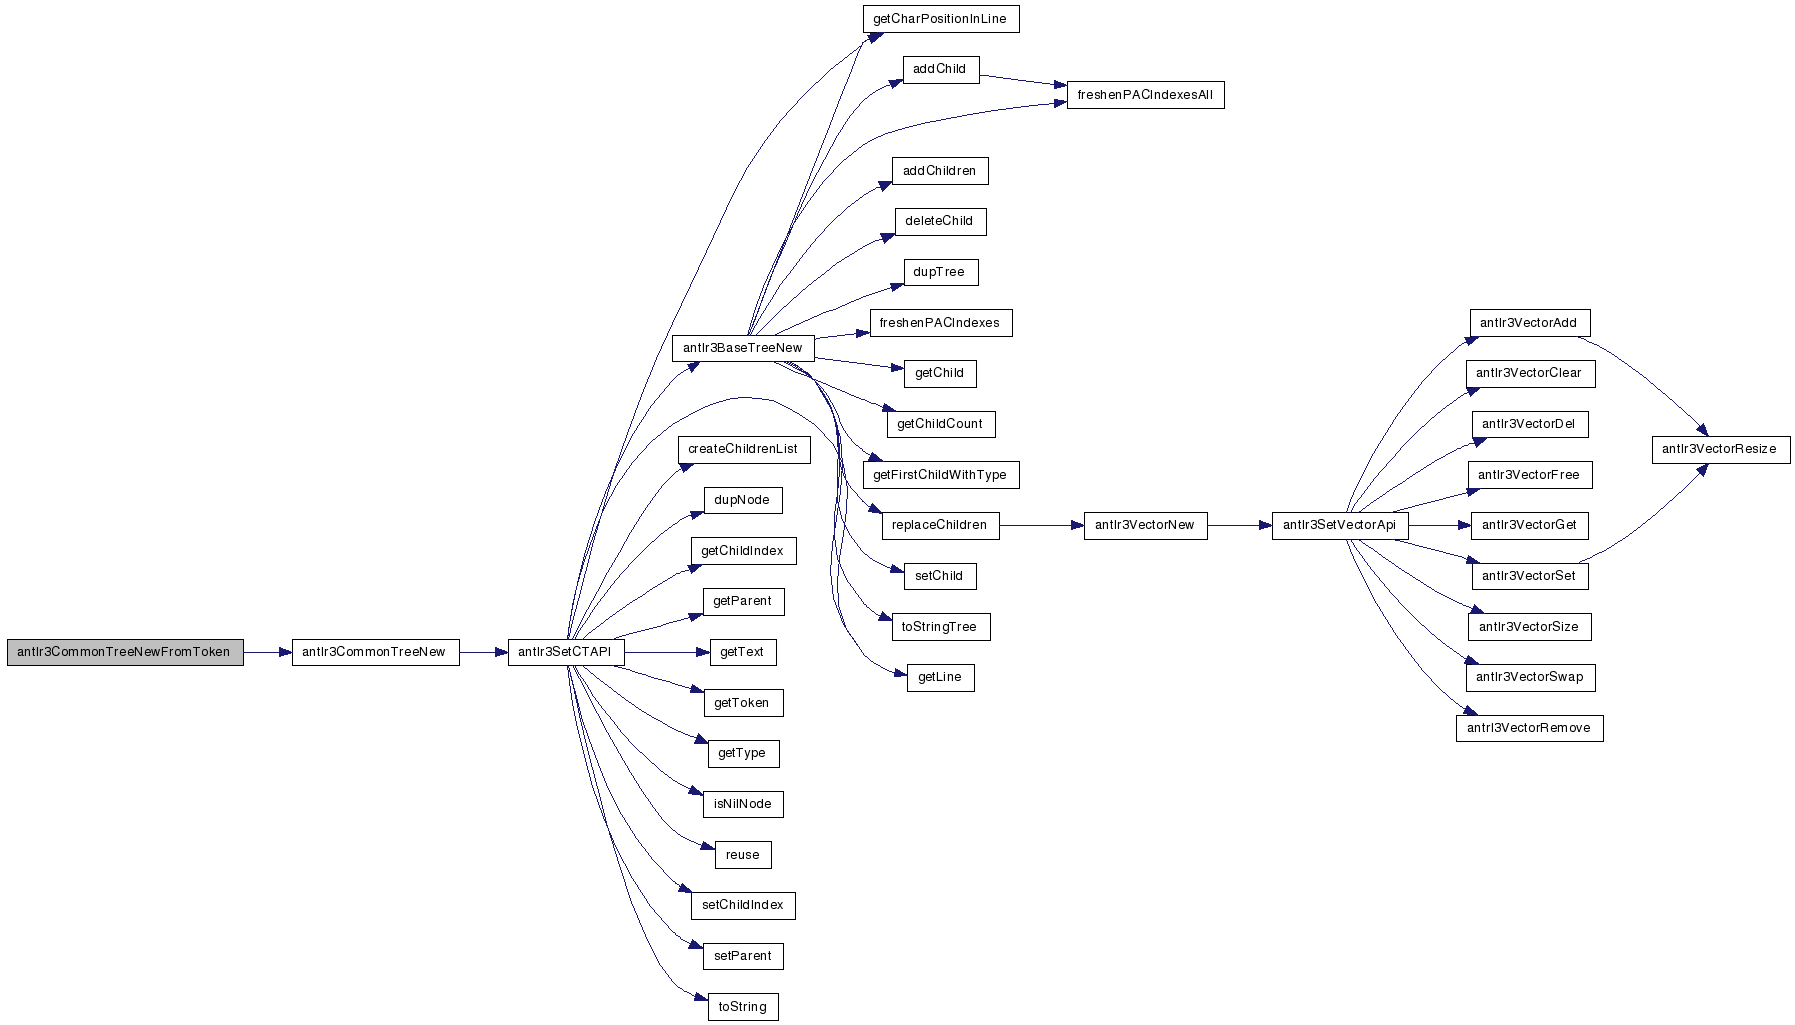 getCharPositionInLine
addChild
freshenPACIndexesAll
addChildren
deleteChild
dupTree
freshenPACIndexes
antlr3VectorAdd
antlr3BaseTreeNew
getChild
antlr3VectorClear
getChildCount
antlr3VectorDel
createChildrenList
antlr3VectorResize
getFirstChildWithType
antlr3VectorFree
dupNode
replaceChildren
antlr3VectorNew
antlr3SetVectorApi
antlr3VectorGet
getChildIndex
setChild
antlr3VectorSet
getParent
toStringTree
antlr3VectorSize
antlr3CommonTreeNewFromToken
antlr3CommonTreeNew
antlr3SetCTAPI
getText
getLine
antlr3VectorSwap
getToken
antrl3VectorRemove
getType
isNilNode
reuse
setChildIndex
setParent
toString